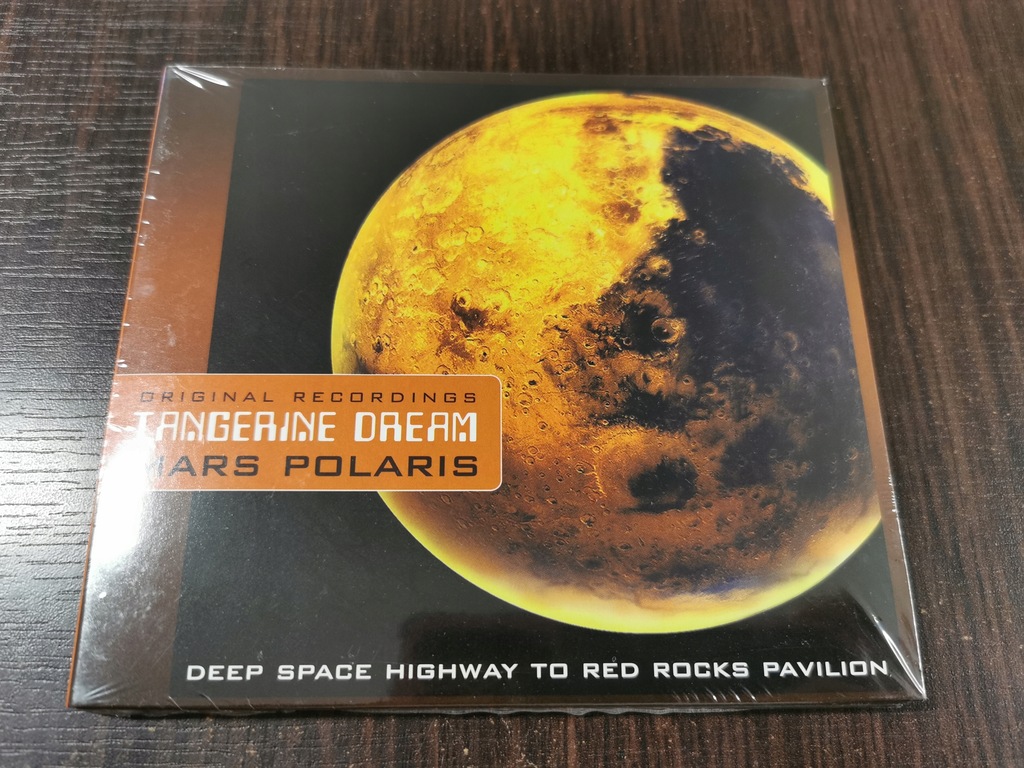 ORIGINAL RECORDINGS
TANGERINE DREAM
MARS POLARIS
DEEP SPACE HIGHWAY TO RED ROCKS PAVILION